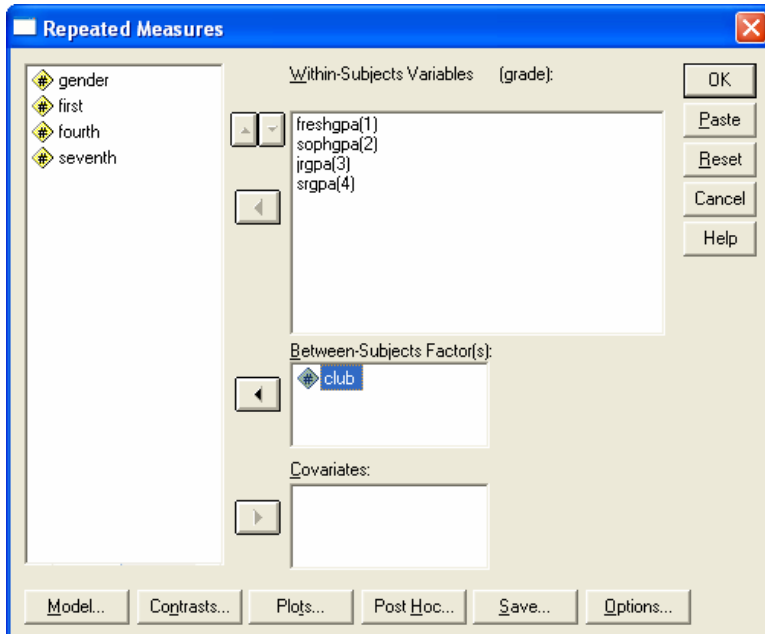 Repeated Measures
gender
first
fourth
seventh
Within-Subjects Variables (grade):
freshgpa(1)
sophgpa(2)
jrgpa(3)
srgpa(4)
Between-Subjects Factor(s):
# club
Covariates:
OK
Paste
Reset
Cancel
Help
Model... Contrasts... Plots... Post Hoc... Save... Options...